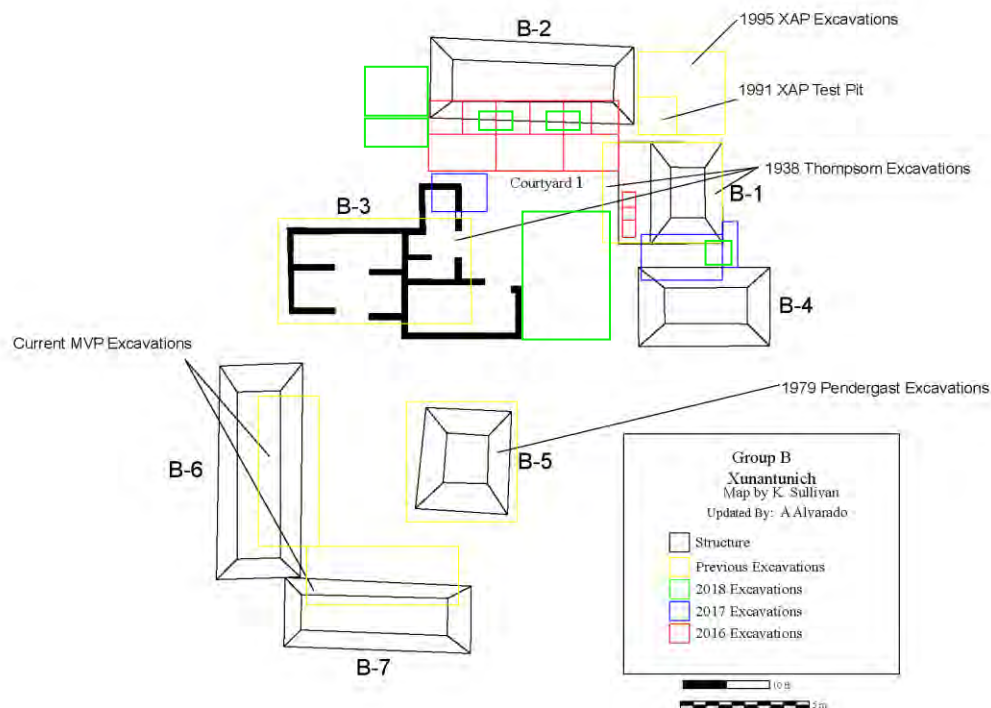 1995 XAP Excavations
B-2
1991 XAP Test Pit
1938 Thompsorn Excavations
Courtyard 1
B-1
B-3
B-4
Current MVP Excavations
1979 Pendergast Excavations
B-6
B-5
Group B
Xunantunich
Map by K. Sullivan
Updated By: A Alvarado
Structure
Previous Excavations
2018 Excavations
2017 Excavations
2016 Excavations
B-7
10 ft
5 m